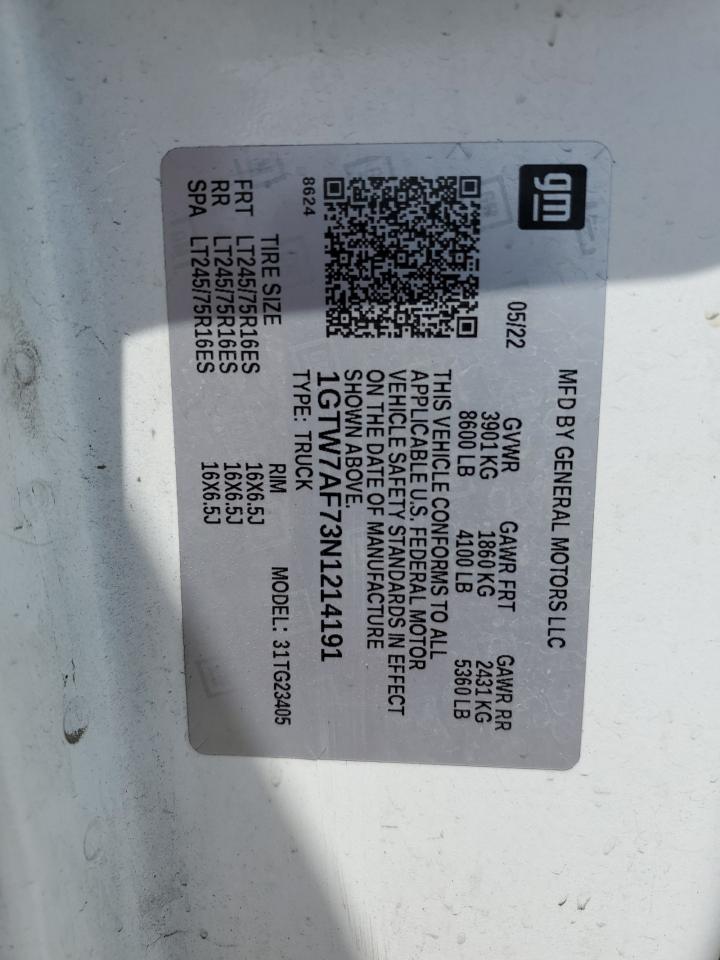 gm
MFD BY GENERAL MOTORS LLC
05/22
GVWR GAWR FRT GAWR RR
3901 KG 1860 KG 2431 KG
8600 LB 4100 LB 5360 LB
THIS VEHICLE CONFORMS TO ALL
APPLICABLE U.S. FEDERAL MOTOR
VEHICLE SAFETY STANDARDS IN EFFECT
ON THE DATE OF MANUFACTURE
SHOWN ABOVE.
1GTW7AF73N1214191
8624
TYPE: TRUCK
MODEL: 31TG23405
TIRE SIZE RIM
FRT LT245/75R16ES 16X6.5J
RR LT245/75R16ES 16X6.5J
SPA LT245/75R16ES 16X6.5J